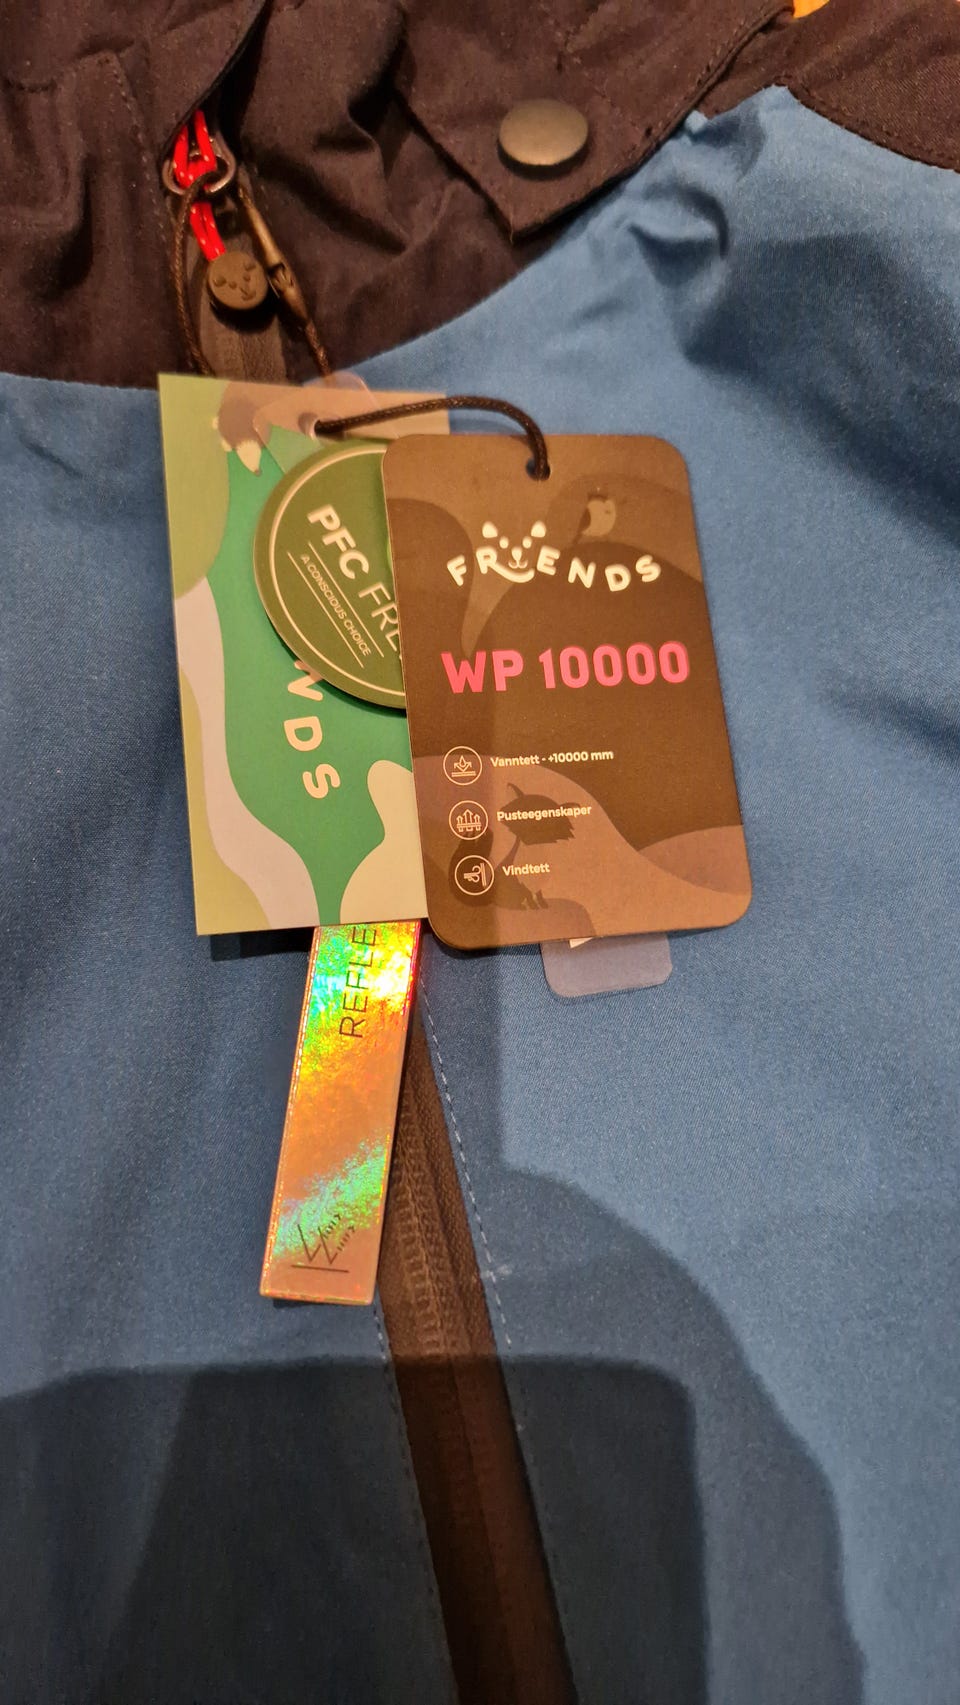 FRIENDS
WP 10000
Vanntett - +10000 mm
Pusteegenskaper
Vindtett
PFC FRE
A CONSCIOUS CHOICE
NDS
REFLE